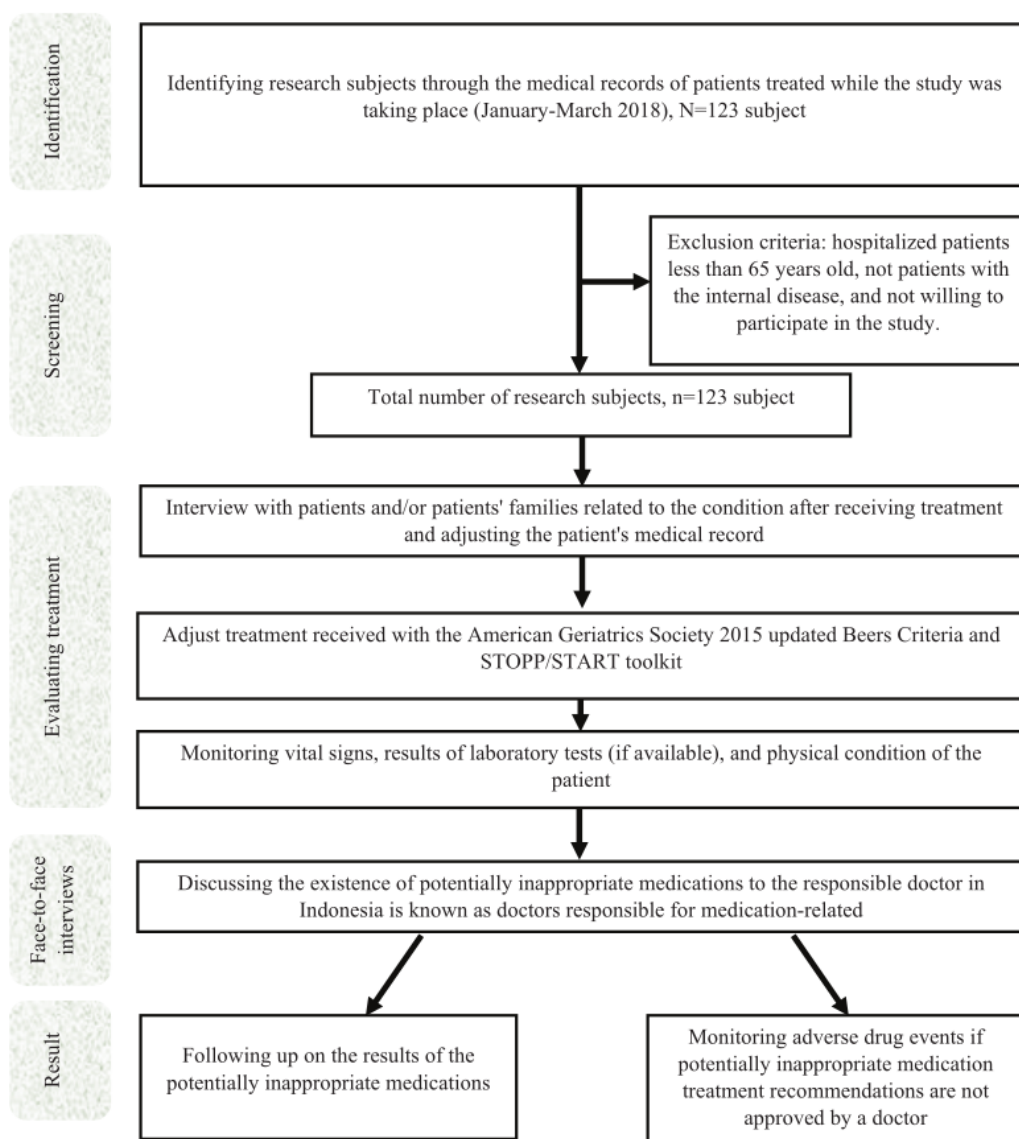 Identification
Identifying research subjects through the medical records of patients treated while the study was
taking place (January-March 2018), N=123 subject
Screening
Exclusion criteria: hospitalized patients
less than 65 years old, not patients with
the internal disease, and not willing to
participate in the study.
Total number of research subjects, n=123 subject
Evaluating treatment
Interview with patients and/or patients' families related to the condition after receiving treatment
and adjusting the patient's medical record
Adjust treatment received with the American Geriatrics Society 2015 updated Beers Criteria and
STOPP/START toolkit
Monitoring vital signs, results of laboratory tests (if available), and physical condition of the
patient
Face-to-face
interviews
Discussing the existence of potentially inappropriate medications to the responsible doctor in
Indonesia is known as doctors responsible for medication-related
Result
Following up on the results of the
potentially inappropriate medications
Monitoring adverse drug events if
potentially inappropriate medication
treatment recommendations are not
approved by a doctor